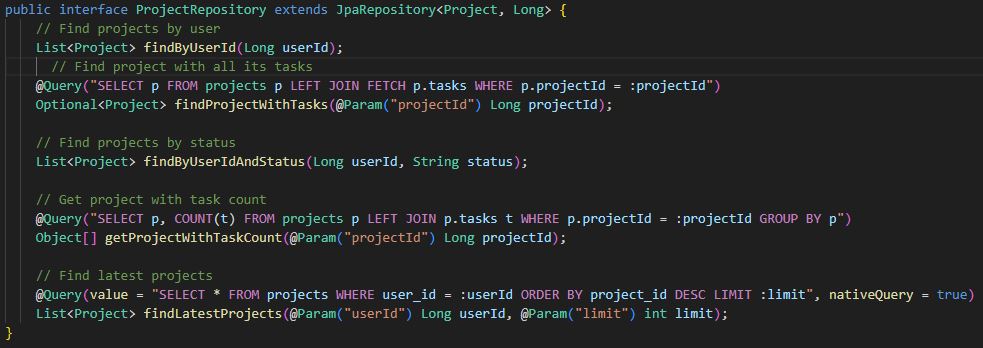 public interface ProjectRepository extends JpaRepository<Project, Long> {
// Find projects by user
List<Project> findByUserId(Long userId);
// Find project with all its tasks
@Query("SELECT p FROM projects p LEFT JOIN FETCH p.tasks WHERE p.projectId = :projectId")
Optional<Project> findProjectWithTasks(@Param("projectId") Long projectId);
// Find projects by status
List<Project> findByUserIdAndStatus(Long userId, String status);
// Get project with task count
@Query("SELECT p, COUNT(t) FROM projects p LEFT JOIN p.tasks t WHERE p.projectId = :projectId GROUP BY p")
Object[] getProjectWithTaskCount(@Param("projectId") Long projectId);
// Find latest projects
@Query(value = "SELECT * FROM projects WHERE user_id = :userId ORDER BY project_id DESC LIMIT :limit", nativeQuery = true)
List<Project> findLatestProjects(@Param("userId") Long userId, @Param("limit") int limit);
}